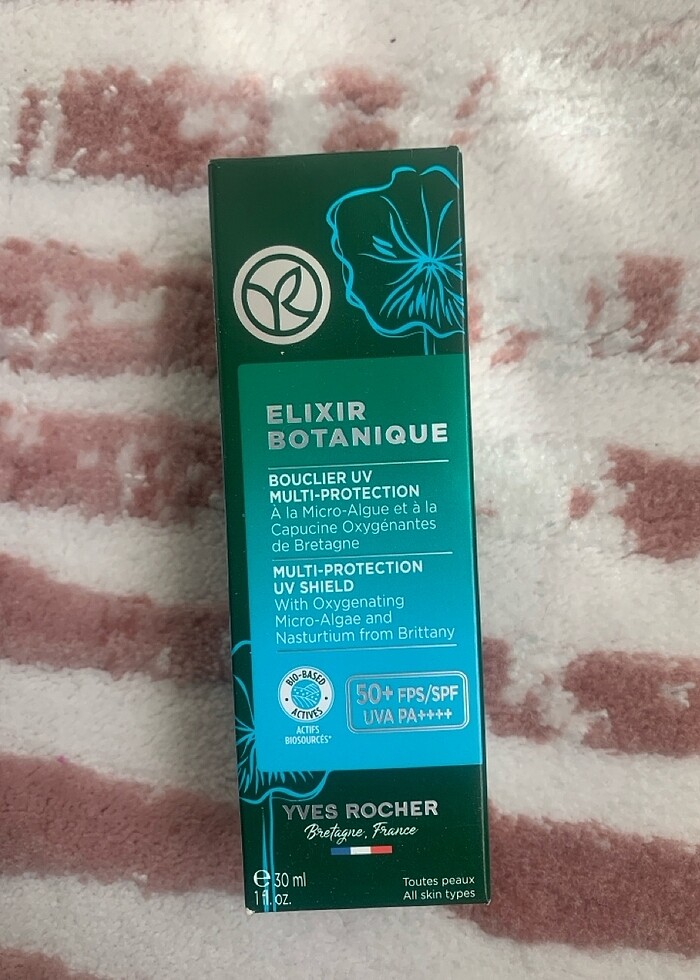 ELIXIR
BOTANIQUE
BOUCLIER UV
MULTI-PROTECTION
À la Micro-Algue et à la
Capucine Oxygénantes
de Bretagne
MULTI-PROTECTION
UV SHIELD
With Oxygenating
Micro-Algae and
Nasturtium from Brittany
BIO-BASED
ACTIVES
ACTIFS
BIOSOURCÉS*
50+ FPS/SPF
UVA PA++++
YVES ROCHER
Bretagne, France
℮ 30 ml
1 fl. oz.
Toutes peaux
All skin types